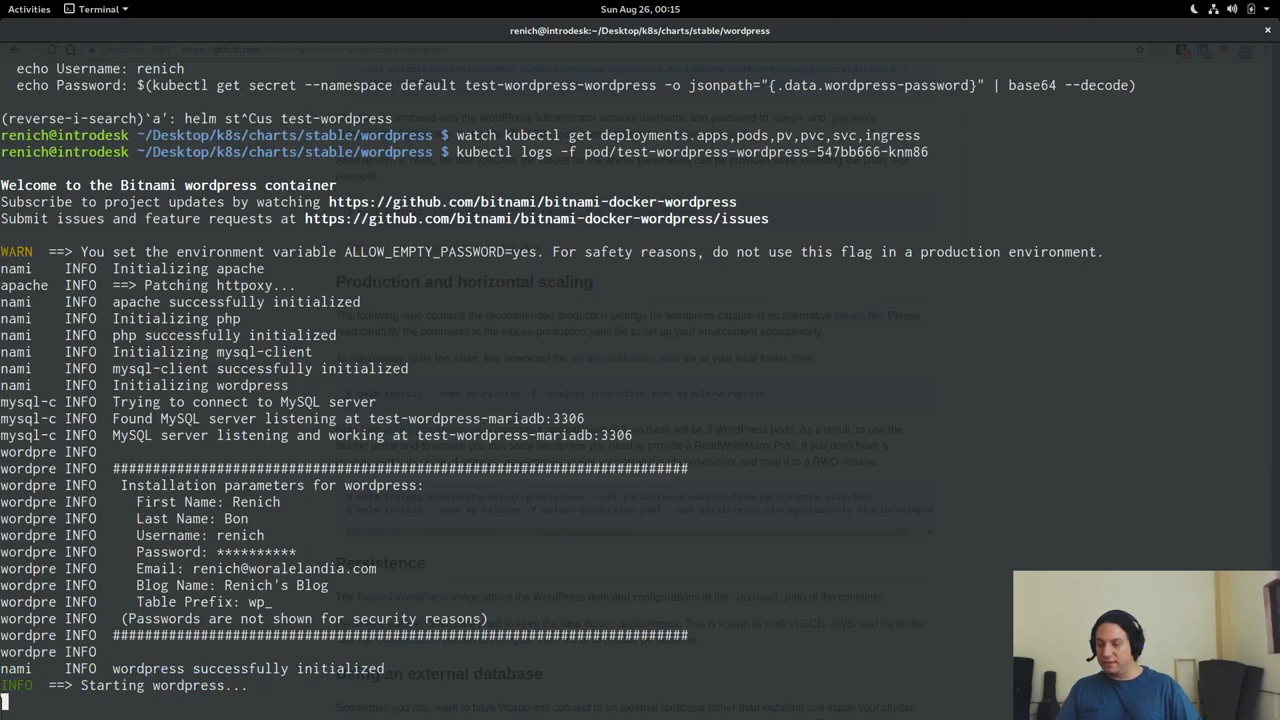 Activities
Terminal
Sun Aug 26, 00:15
renich@introdesk:~/Desktop/k8s/charts/stable/wordpress
echo Username: renich
echo Password: $(kubectl get secret --namespace default test-wordpress-wordpress -o jsonpath="{.data.wordpress-password}" | base64 --decode)
(reverse-i-search)`a': helm st^Cus test-wordpress
renich@introdesk ~/Desktop/k8s/charts/stable/wordpress $ watch kubectl get deployments.apps,pods,pv,pvc,svc,ingress
renich@introdesk ~/Desktop/k8s/charts/stable/wordpress $ kubectl logs -f pod/test-wordpress-wordpress-547bb666-knm86
Welcome to the Bitnami wordpress container
Subscribe to project updates by watching https://github.com/bitnami/bitnami-docker-wordpress
Submit issues and feature requests at https://github.com/bitnami/bitnami-docker-wordpress/issues
WARN ==> You set the environment variable ALLOW_EMPTY_PASSWORD=yes. For safety reasons, do not use this flag in a production environment.
nami INFO Initializing apache
apache INFO ==> Patching httpoxy...
nami INFO apache successfully initialized
nami INFO Initializing php
nami INFO php successfully initialized
nami INFO Initializing mysql-client
nami INFO mysql-client successfully initialized
nami INFO Initializing wordpress
mysql-c INFO Trying to connect to MySQL server
mysql-c INFO Found MySQL server listening at test-wordpress-mariadb:3306
mysql-c INFO MySQL server listening and working at test-wordpress-mariadb:3306
wordpre INFO
wordpre INFO ########################################################################
wordpre INFO Installation parameters for wordpress:
wordpre INFO First Name: Renich
wordpre INFO Last Name: Bon
wordpre INFO Username: renich
wordpre INFO Password: **********
wordpre INFO Email: renich@woralelandia.com
wordpre INFO Blog Name: Renich's Blog
wordpre INFO Table Prefix: wp_
wordpre INFO (Passwords are not shown for security reasons)
wordpre INFO ########################################################################
wordpre INFO
nami INFO wordpress successfully initialized
INFO ==> Starting wordpress...
Production and horizontal scaling
Persistence
Using an external database